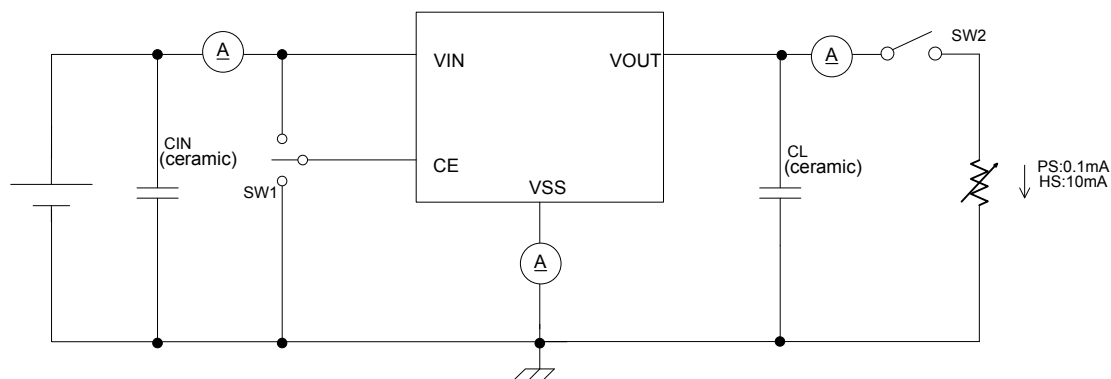 A
A
SW2
VIN
VOUT
CIN
(ceramic)
CE
CL
(ceramic)
PS:0.1mA
HS:10mA
SW1
VSS
A